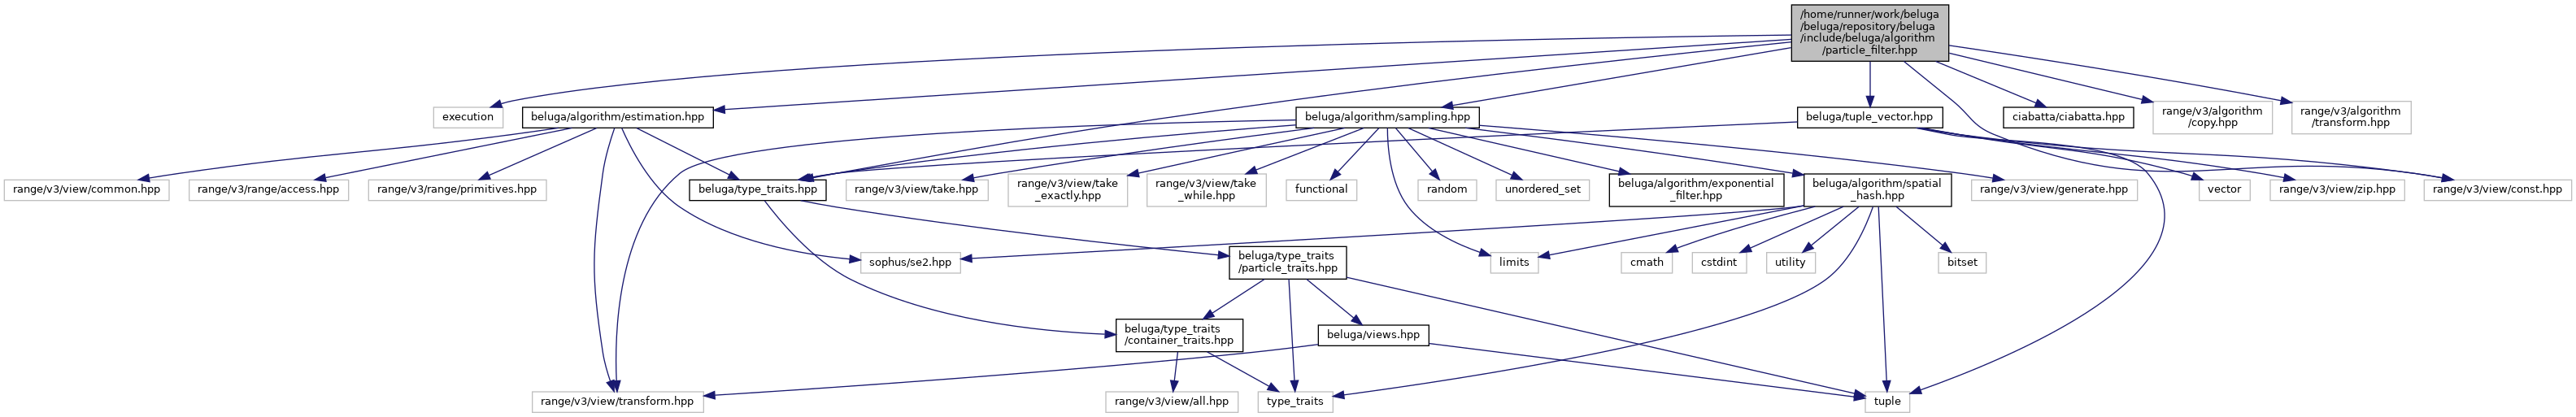 /home/runner/work/beluga
/beluga/repository/beluga
/include/beluga/algorithm
/particle_filter.hpp
execution
beluga/algorithm/estimation.hpp
beluga/algorithm/sampling.hpp
beluga/tuple_vector.hpp
ciabatta/ciabatta.hpp
range/v3/algorithm
/copy.hpp
range/v3/algorithm
/transform.hpp
range/v3/view/common.hpp
range/v3/range/access.hpp
range/v3/range/primitives.hpp
beluga/type_traits.hpp
range/v3/view/take.hpp
range/v3/view/take
_exactly.hpp
range/v3/view/take
_while.hpp
functional
random
unordered_set
beluga/algorithm/exponential
_filter.hpp
beluga/algorithm/spatial
_hash.hpp
range/v3/view/generate.hpp
vector
range/v3/view/zip.hpp
range/v3/view/const.hpp
sophus/se2.hpp
beluga/type_traits
/particle_traits.hpp
limits
cmath
cstdint
utility
bitset
beluga/type_traits
/container_traits.hpp
beluga/views.hpp
range/v3/view/transform.hpp
range/v3/view/all.hpp
type_traits
tuple